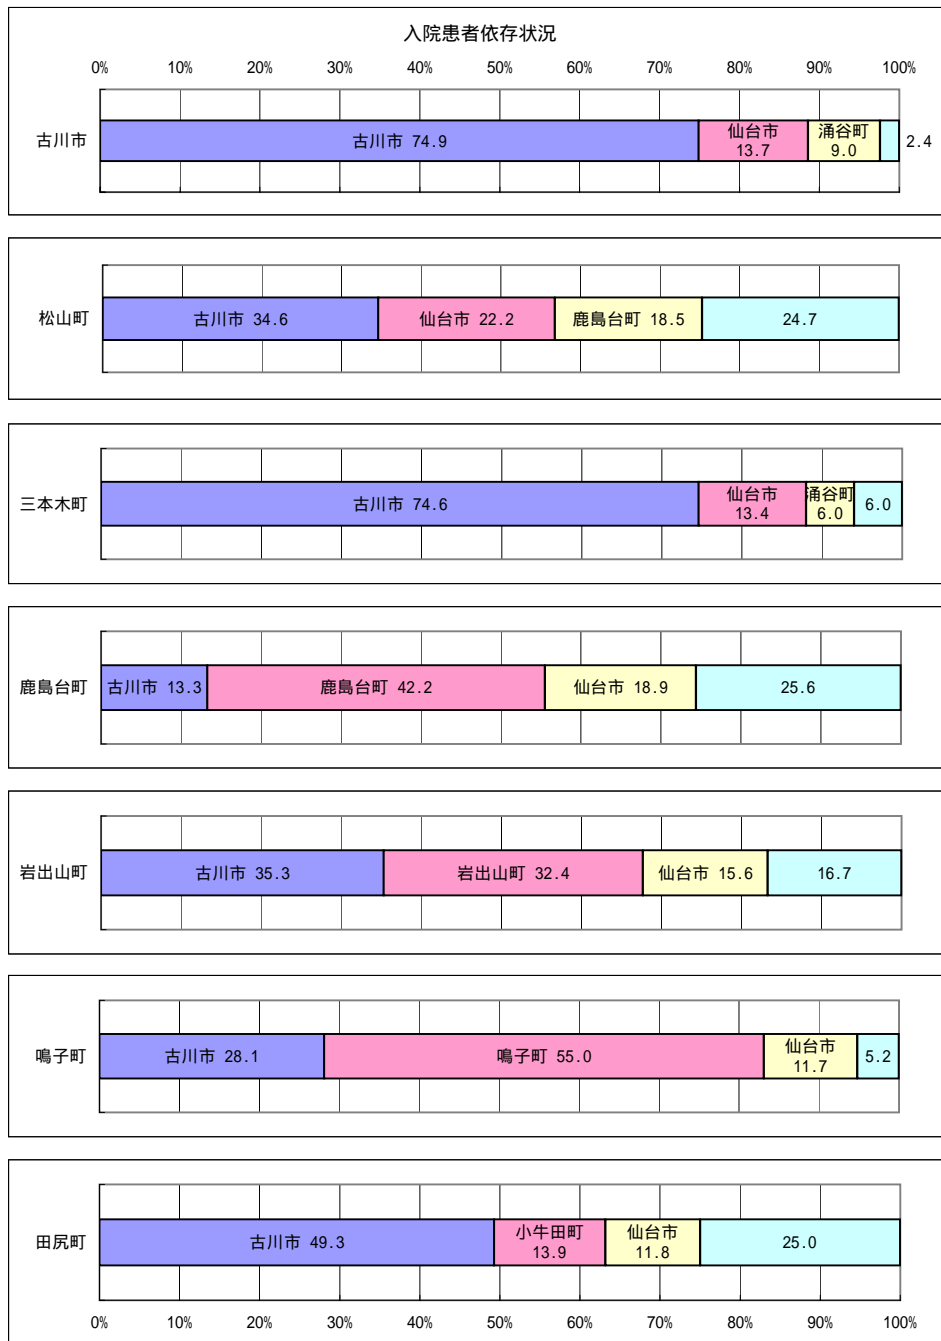 入院患者依存状況
0% 10% 20% 30% 40% 50% 60% 70% 80% 90% 100%
古川市 古川市 74.9 仙台市 13.7 涌谷町 9.0 2.4
松山町 古川市 34.6 仙台市 22.2 鹿島台町 18.5 24.7
三本木町 古川市 74.6 仙台市 13.4 涌谷町 6.0 6.0
鹿島台町 古川市 13.3 鹿島台町 42.2 仙台市 18.9 25.6
岩出山町 古川市 35.3 岩出山町 32.4 仙台市 15.6 16.7
鳴子町 古川市 28.1 鳴子町 55.0 仙台市 11.7 5.2
田尻町 古川市 49.3 小牛田町 13.9 仙台市 11.8 25.0
0% 10% 20% 30% 40% 50% 60% 70% 80% 90% 100%